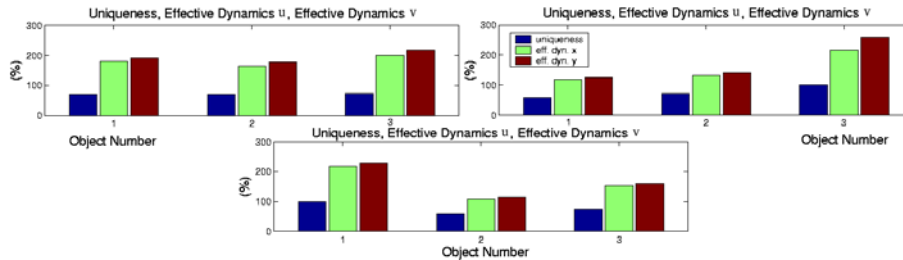 Uniqueness, Effective Dynamics u, Effective Dynamics v
300
200
100
0
(%)
1 2 3
Object Number
Uniqueness, Effective Dynamics u, Effective Dynamics v
300
200
100
0
(%)
uniqueness
eff. dyn. x
eff. dyn. y
1 2 3
Object Number
Uniqueness, Effective Dynamics u, Effective Dynamics v
300
200
100
0
(%)
1 2 3
Object Number